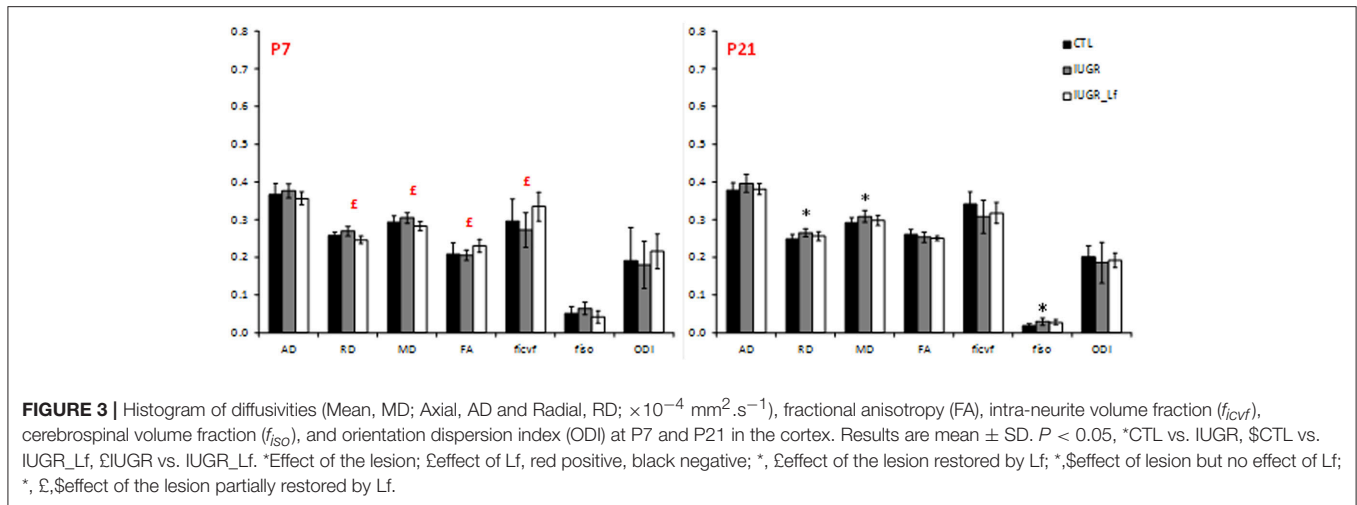 P7
0.8
0.7
0.6
0.5
0.4
0.3
0.2
0.1
0.0
£
£
£
£
AD RD MD FA ficvf fiso ODI
P21
0.8
0.7
0.6
0.5
0.4
0.3
0.2
0.1
0.0
CTL
IUGR
IUGR_Lf
*
*
*
AD RD MD FA ficvf fiso ODI
FIGURE 3 | Histogram of diffusivities (Mean, MD; Axial, AD and Radial, RD; ×10⁻⁴ mm².s⁻¹), fractional anisotropy (FA), intra-neurite volume fraction (f_icvf),
cerebrospinal volume fraction (f_iso), and orientation dispersion index (ODI) at P7 and P21 in the cortex. Results are mean ± SD. P < 0.05, *CTL vs. IUGR, $CTL vs.
IUGR_Lf, £IUGR vs. IUGR_Lf. *Effect of the lesion; £effect of Lf, red positive, black negative; *, £effect of the lesion restored by Lf; *,$effect of lesion but no effect of Lf;
*, £,$effect of the lesion partially restored by Lf.